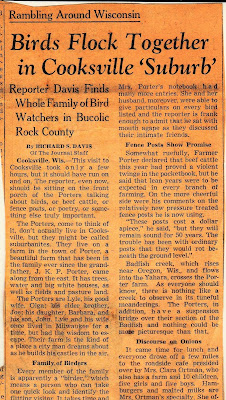 Rambling Around Wisconsin
Birds Flock Together
in Cooksville 'Suburb'
Reporter Davis Finds
Whole Family of Bird
Watchers in Bucolic
Rock County
By RICHARD S. DAVIS
Of The Journal Staff
Cooksville, Wis. —This visit to
Cooksville took only a few
hours, but it should have run on
and on. The reporter, even now,
should be sitting on the front
porch of the Porters talking
about birds, or beef cattle, or
fence posts, or poetry, or some-
thing else truly important.
The Porters, come to think of
it, don't actually live in Cooks-
ville, but they might be called
suburbanites. They live on a
farm in the town of Porter, a
beautiful farm that has been in
the family ever since the grand-
father, J. K. P. Porter, came
along from the east. It has trees,
water and big white houses, as
well as fields and pasture land.
The Porters are Lyle, his good
wife,
Joe; his daughter, Barbara, and
his son, John. Lyle and his wife
once lived in Milwaukee for a
time, but had the wisdom to es-
cape. Their farm is the kind of
a place a city man dreams about
as he builds his castles in the air.
Family of Birders
Every member of the family
is apparently a "birder," which
means a person who can take
one quick look and identify the
Mrs. Porter's notebook had
many more entries. She and her
husband, moreover, were able to
give particulars on every bird
listed and the reporter is frank
enough to admit that he sat with
mouth agape as they discussed
their intimate friends.
Fence Posts Show Promise
Somewhat ruefully, Farmer
Porter declared that beef cattle
this year had proved a violent
twinge in the pocketbook, but he
said that lean years were to be
expected in every branch of
farming. On the more cheerful
side were his comments on the
relatively new pressure treated
fence posts he is now using.
"These posts cost a dollar
apiece," he said, "but they will
remain sound for 50 years. The
trouble has been with ordinary
posts that they would rot be-
neath the ground level."
Badfish creek, which rises
near Oregon, Wis., and flows
into the Yahara, crosses the Por-
ter farm. As everyone should
know, there is nothing like a
creek to observe in its timeful
meanderings. The Porters, in
addition, have a suspension
bridge over their section of the
Badfish and nothing could be
more picturesque than that.
Discourse on Onions
It came time for lunch and
everyone drove off a few miles
to the roadside cafe presided
over by Mrs. Clara Ortman, who
also has a farm and 10 children,
five girls and five boys. Ham-
burgers and malted milks are
Mrs. Ortman's specialty. She of-